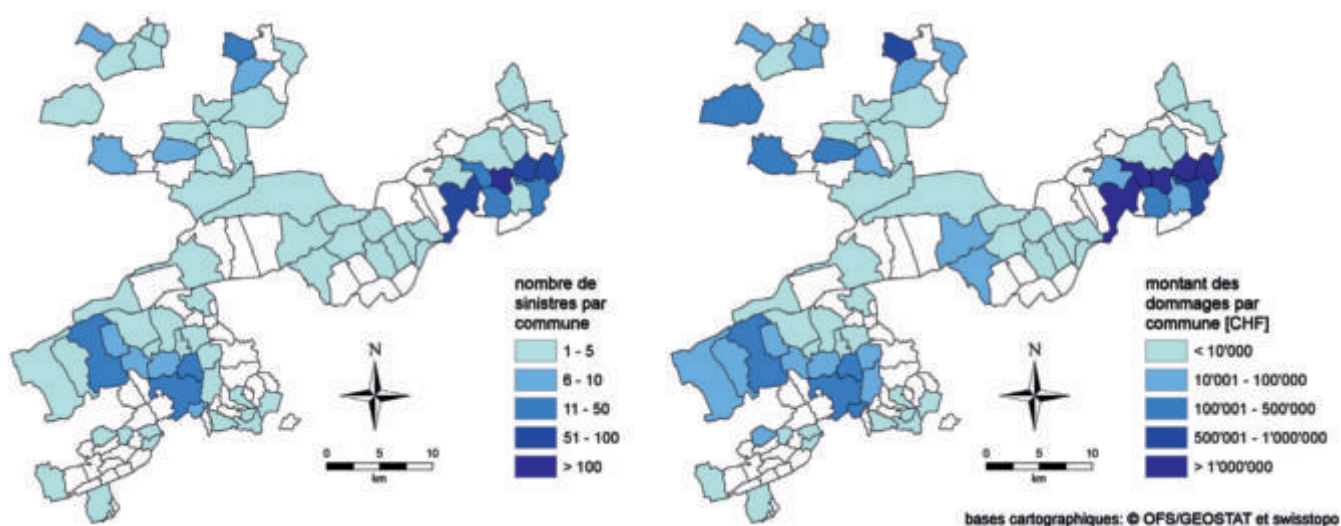 nombre de
sinistres par
commune
1 - 5
6 - 10
11 - 50
51 - 100
> 100
N
0 5 10
km
montant des
dommages par
commune [CHF]
< 10'000
10'001 - 100'000
100'001 - 500'000
500'001 - 1'000'000
> 1'000'000
N
0 5 10
km
bases cartographiques: © OFS/GEOSTAT et swisstopo